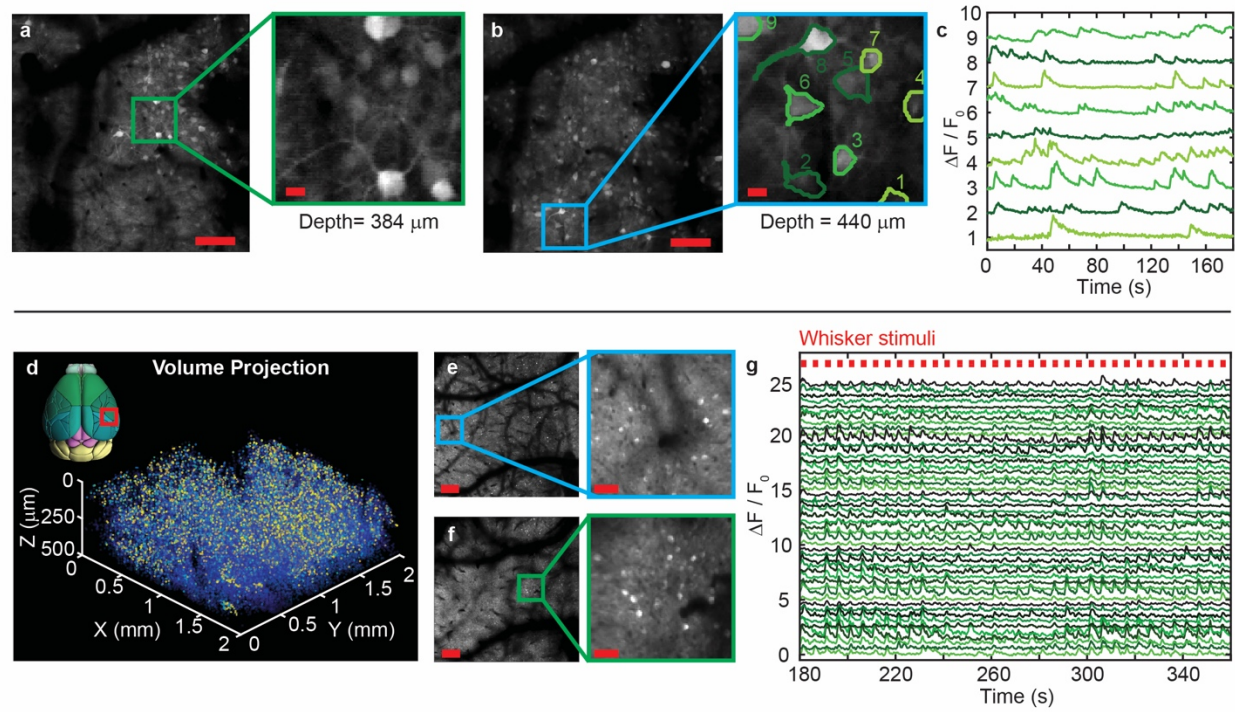 a
Depth= 384 μm
b
9
8
5
7
4
6
3
2
1
Depth = 440 μm
c
10
9
8
7
6
5
4
3
2
1
ΔF / F0
0 40 80 120 160
Time (s)
d Volume Projection
0
250
500
Z (μm)
0
0.5
1
1.5
2
X (mm)
0
0.5
1
1.5
2
Y (mm)
e
f
g
Whisker stimuli
25
20
15
10
5
0
ΔF / F0
180 220 260 300 340
Time (s)